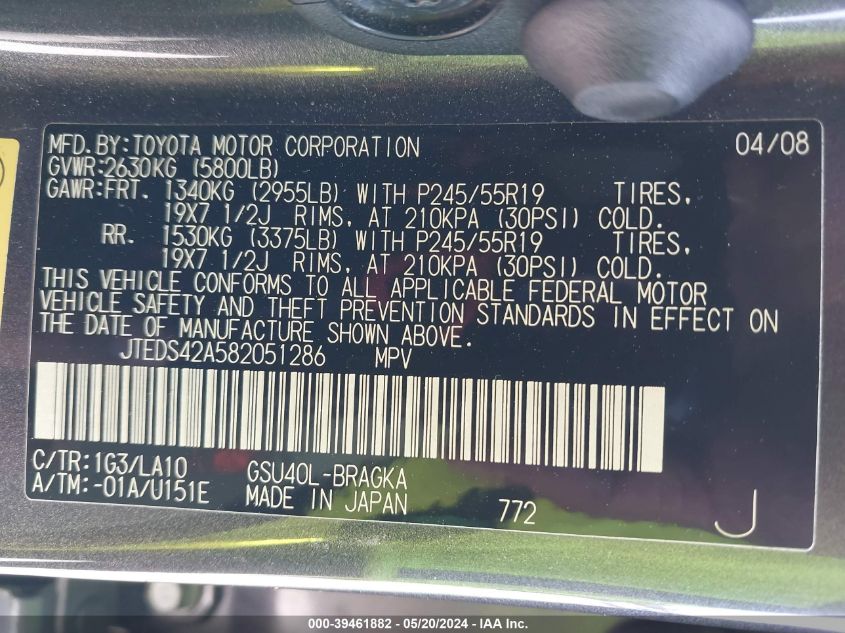 MFD.BY:TOYOTA MOTOR CORPORATION 04/08
GVWR:2630KG (5800LB)
GAWR:FRT. 1340KG (2955LB) WITH P245/55R19 TIRES,
19X7 1/2J RIMS, AT 210KPA (30PSI) COLD.
RR. 1530KG (3375LB) WITH P245/55R19 TIRES,
19X7 1/2J RIMS, AT 210KPA (30PSI) COLD.
THIS VEHICLE CONFORMS TO ALL APPLICABLE FEDERAL MOTOR
VEHICLE SAFETY AND THEFT PREVENTION STANDARDS IN EFFECT ON
THE DATE OF MANUFACTURE SHOWN ABOVE.
JTEDS42A582051286 MPV
C/TR:1G3/LA10 GSU40L-BRAGKA
A/TM:-01A/U151E MADE IN JAPAN 772 J
000-39461882 - 05/20/2024 - IAA Inc.